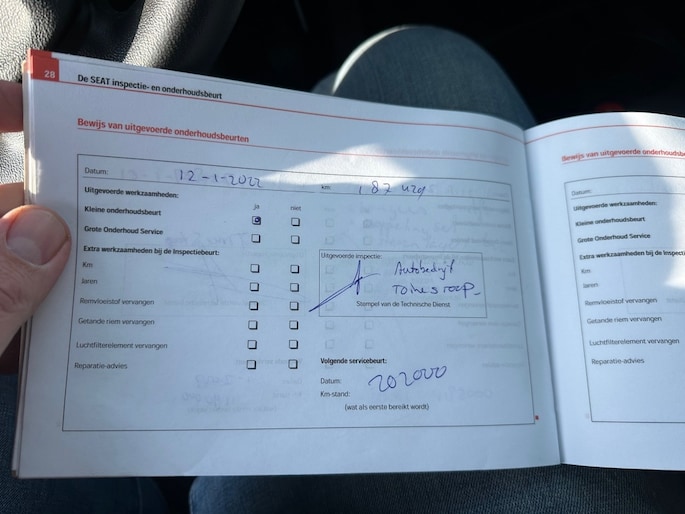 28
De SEAT inspectie- en onderhoudsbeurt
Bewijs van uitgevoerde onderhoudsbeurten
Datum: 12-1-2022 km: 187
Uitgevoerde werkzaamheden:
ja niet
Kleine onderhoudsbeurt
Grote Onderhoud Service
Extra werkzaamheden bij de Inspectiebeurt:
Km
Jaren
Remvloeistof vervangen
Getande riem vervangen
Luchtfilterelement vervangen
Reparatie-advies
Uitgevoerde inspectie:
Autobedrijf
Stempel van de Technische Dienst
Volgende servicebeurt:
Datum:
202000
Km-stand:
(wat als eerste bereikt wordt)
Bewijs van uitgevoerde onderhoudsb
Datum:
Uitgevoerde werkzaamheden:
Kleine onderhoudsbeurt
Grote Onderhoud Service
Extra werkzaamheden bij de Inspectie
Km
Jaren
Remvloeistof vervangen
Getande riem vervangen
Luchtfilterelement vervangen
Reparatie-advies